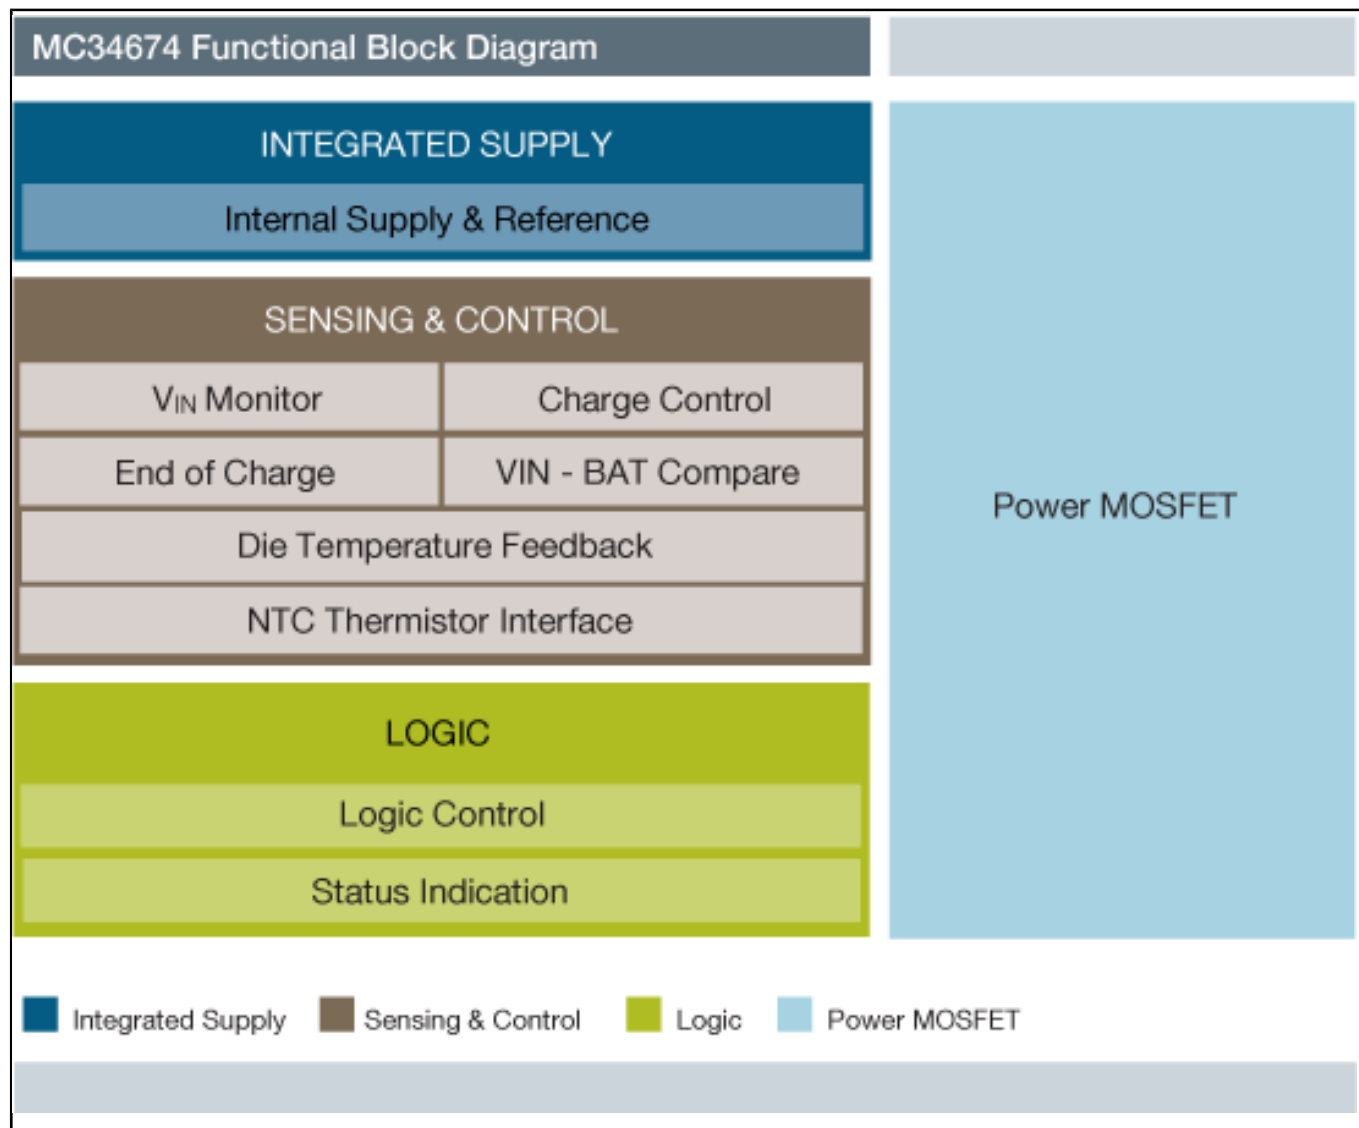 MC34674 Functional Block Diagram
INTEGRATED SUPPLY
Internal Supply & Reference
SENSING & CONTROL
VIN Monitor
Charge Control
End of Charge
VIN - BAT Compare
Die Temperature Feedback
NTC Thermistor Interface
LOGIC
Logic Control
Status Indication
Power MOSFET
Integrated Supply
Sensing & Control
Logic
Power MOSFET